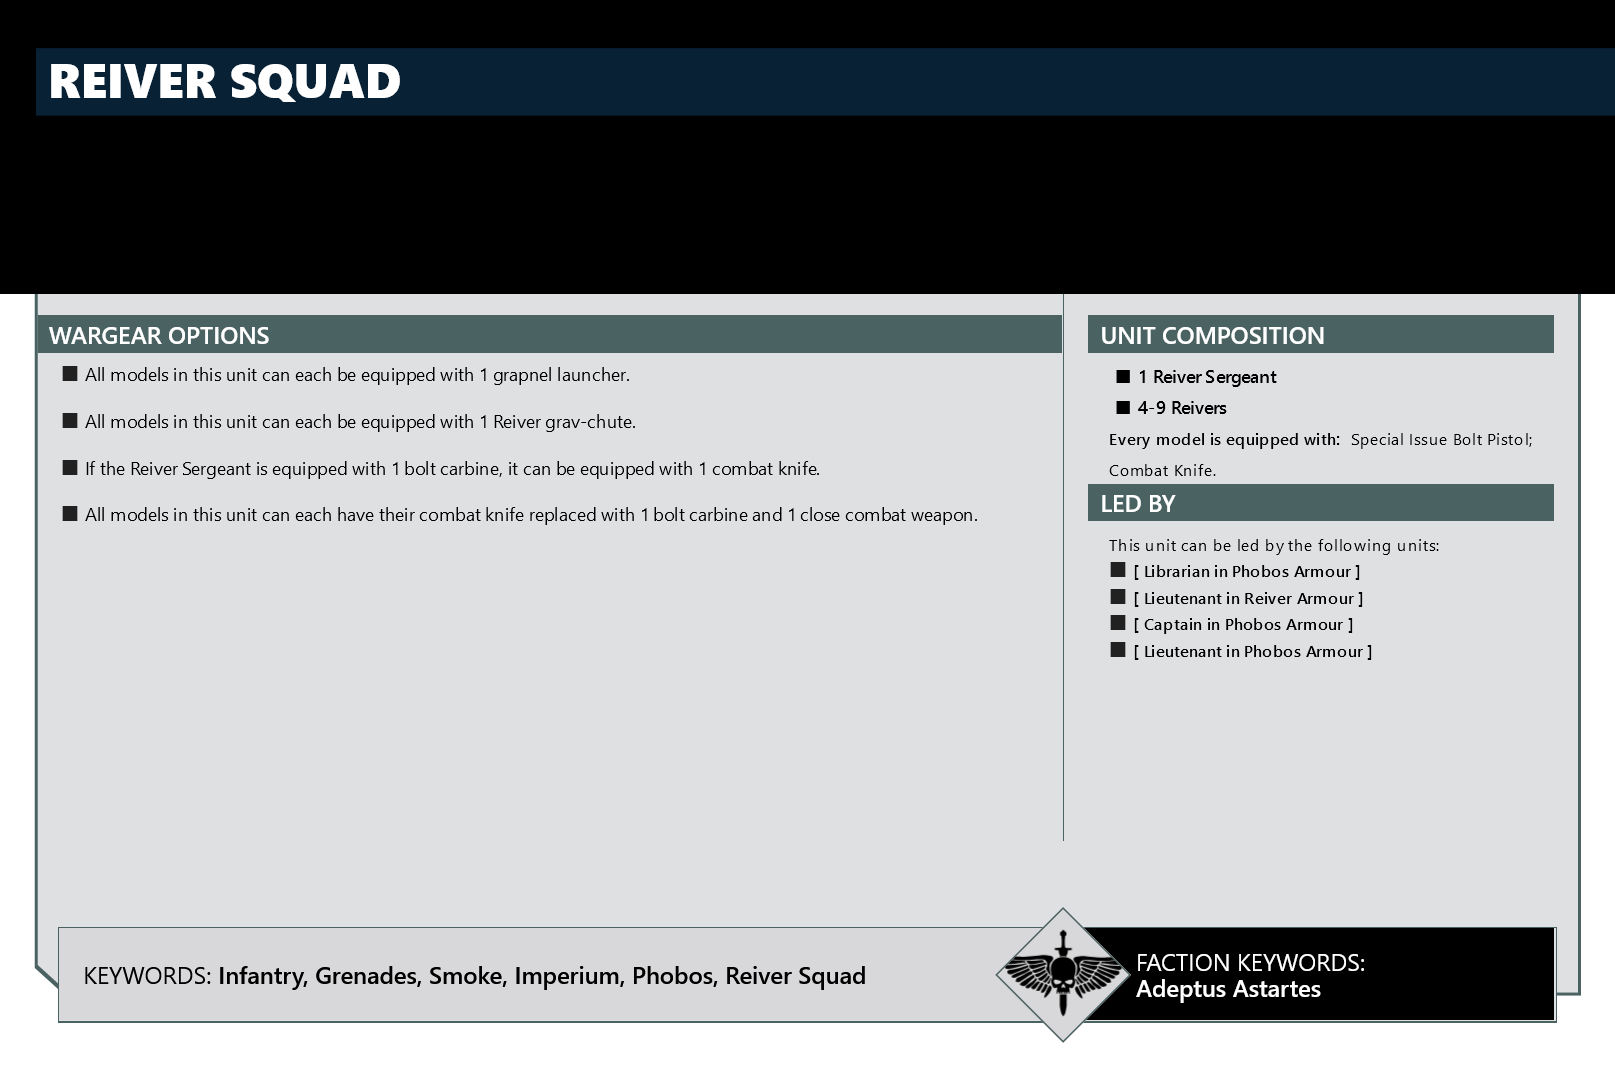 REIVER SQUAD
WARGEAR OPTIONS
■ All models in this unit can each be equipped with 1 grapnel launcher.
■ All models in this unit can each be equipped with 1 Reiver grav-chute.
■ If the Reiver Sergeant is equipped with 1 bolt carbine, it can be equipped with 1 combat knife.
■ All models in this unit can each have their combat knife replaced with 1 bolt carbine and 1 close combat weapon.
UNIT COMPOSITION
■ 1 Reiver Sergeant
■ 4-9 Reivers
Every model is equipped with: Special Issue Bolt Pistol;
Combat Knife.
LED BY
This unit can be led by the following units:
■ [ Librarian in Phobos Armour ]
■ [ Lieutenant in Reiver Armour ]
■ [ Captain in Phobos Armour ]
■ [ Lieutenant in Phobos Armour ]
KEYWORDS: Infantry, Grenades, Smoke, Imperium, Phobos, Reiver Squad
FACTION KEYWORDS:
Adeptus Astartes